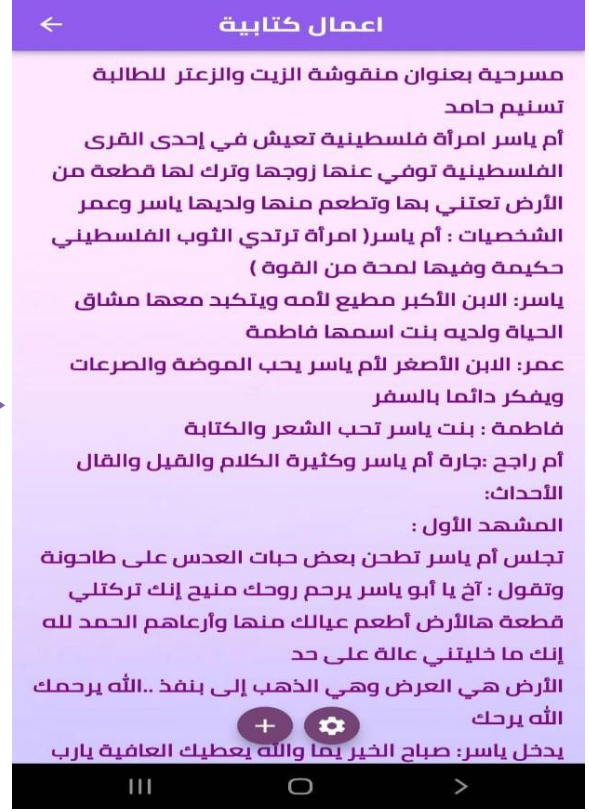 اعمال كتابية
مسرحية بعنوان منقوشة الزيت والزعتر للطالبة
تسنيم حامد
أم ياسر امرأة فلسطينية تعيش في إحدى القرى
الفلسطينية توفي عنها زوجها وترك لها قطعة من
الأرض تعتني بها وتطعم منها ولديها ياسر وعمر
الشخصيات : أم ياسر( امرأة ترتدي الثوب الفلسطيني
حكيمة وفيها لمحة من القوة )
ياسر: الابن الأكبر مطيع لأمه ويتكبد معها مشاق
الحياة ولديه بنت اسمها فاطمة
عمر: الابن الأصغر لأم ياسر يحب الموضة والصرعات
ويفكر دائما بالسفر
فاطمة : بنت ياسر تحب الشعر والكتابة
أم راجح :جارة أم ياسر وكثيرة الكلام والقيل والقال
الأحداث:
المشهد الأول :
تجلس أم ياسر تطحن بعض حبات العدس على طاحونة
وتقول : آخ يا أبو ياسر يرحم روحك منيح إنك تركتلي
قطعة هالأرض أطعم عيالك منها وأرعاهم الحمد لله
إنك ما خليتني عالة على حد
الأرض هي العرض وهي الذهب إلى بنفذ ..الله يرحمك
الله يرحك
يدخل ياسر: صباح الخير يما والله يعطيك العافية يارب